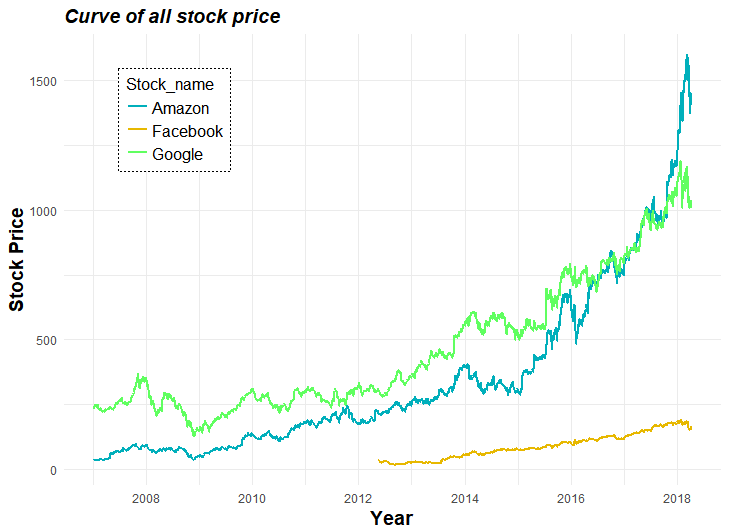 Curve of all stock price
Stock_name
Amazon
Facebook
Google
1500
1000
500
0
Stock Price
2008 2010 2012 2014 2016 2018
Year